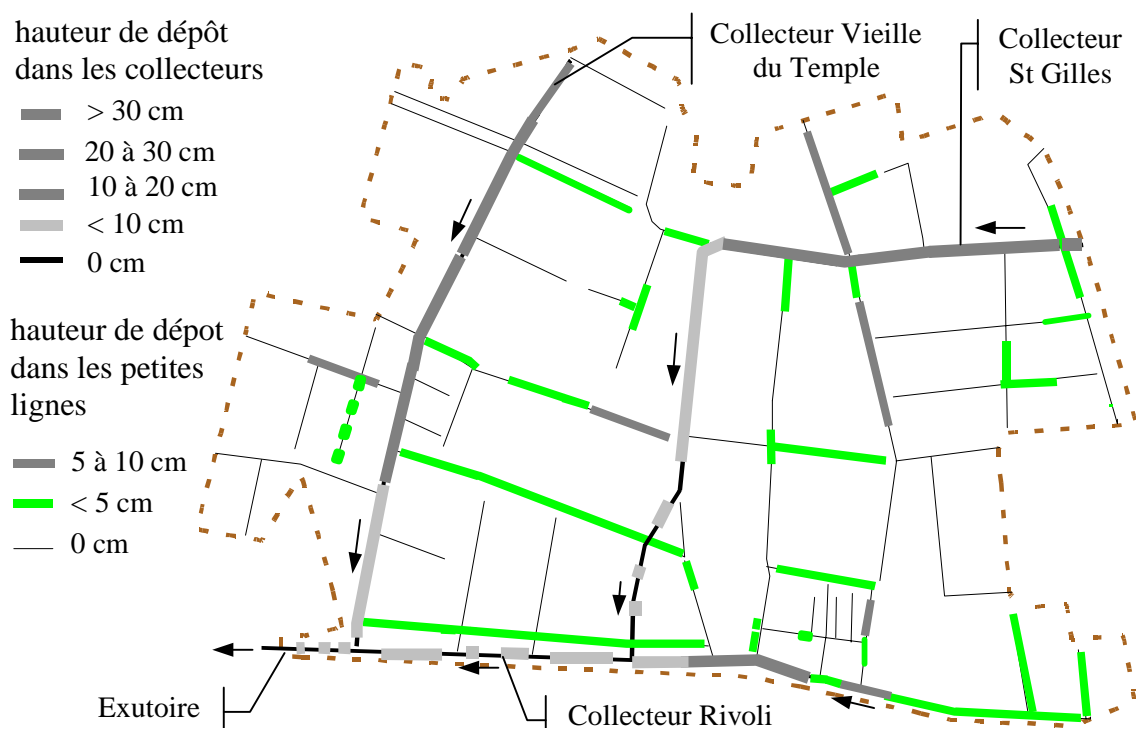 hauteur de dépôt
dans les collecteurs
> 30 cm
20 à 30 cm
10 à 20 cm
< 10 cm
0 cm
hauteur de dépot
dans les petites
lignes
5 à 10 cm
< 5 cm
0 cm
Collecteur Vieille
du Temple
Collecteur
St Gilles
Exutoire
Collecteur Rivoli